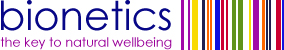 bionetics
the key to natural wellbeing